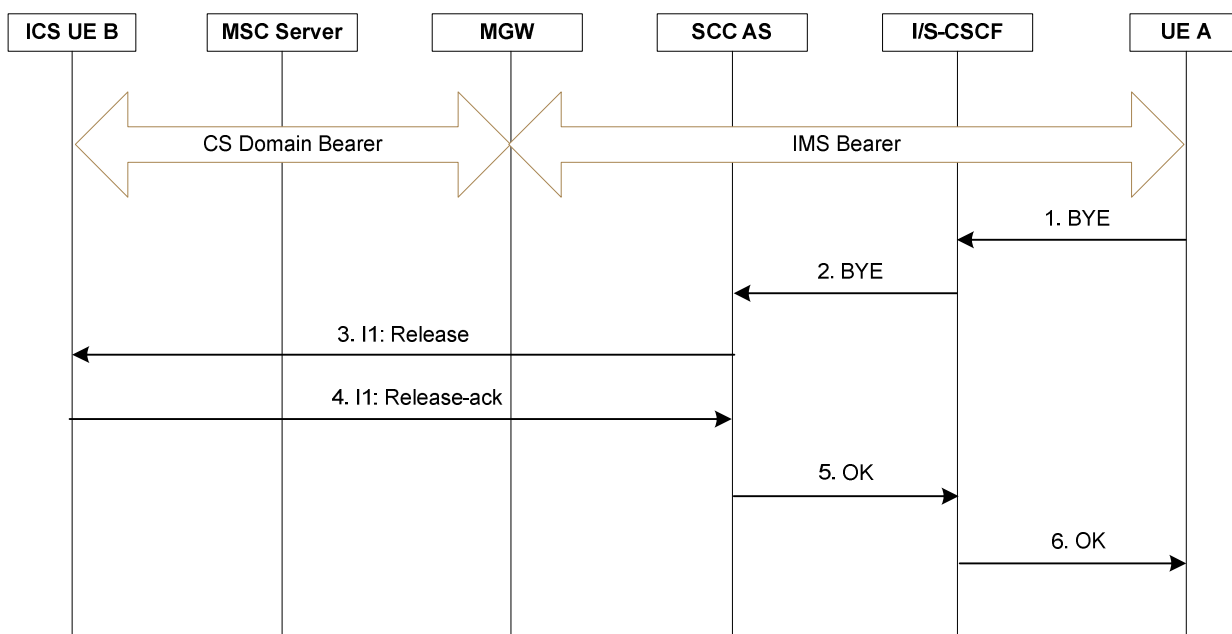 ICS UE B
MSC Server
MGW
SCC AS
I/S-CSCF
UE A
CS Domain Bearer
IMS Bearer
1. BYE
2. BYE
3. I1: Release
4. I1: Release-ack
5. OK
6. OK